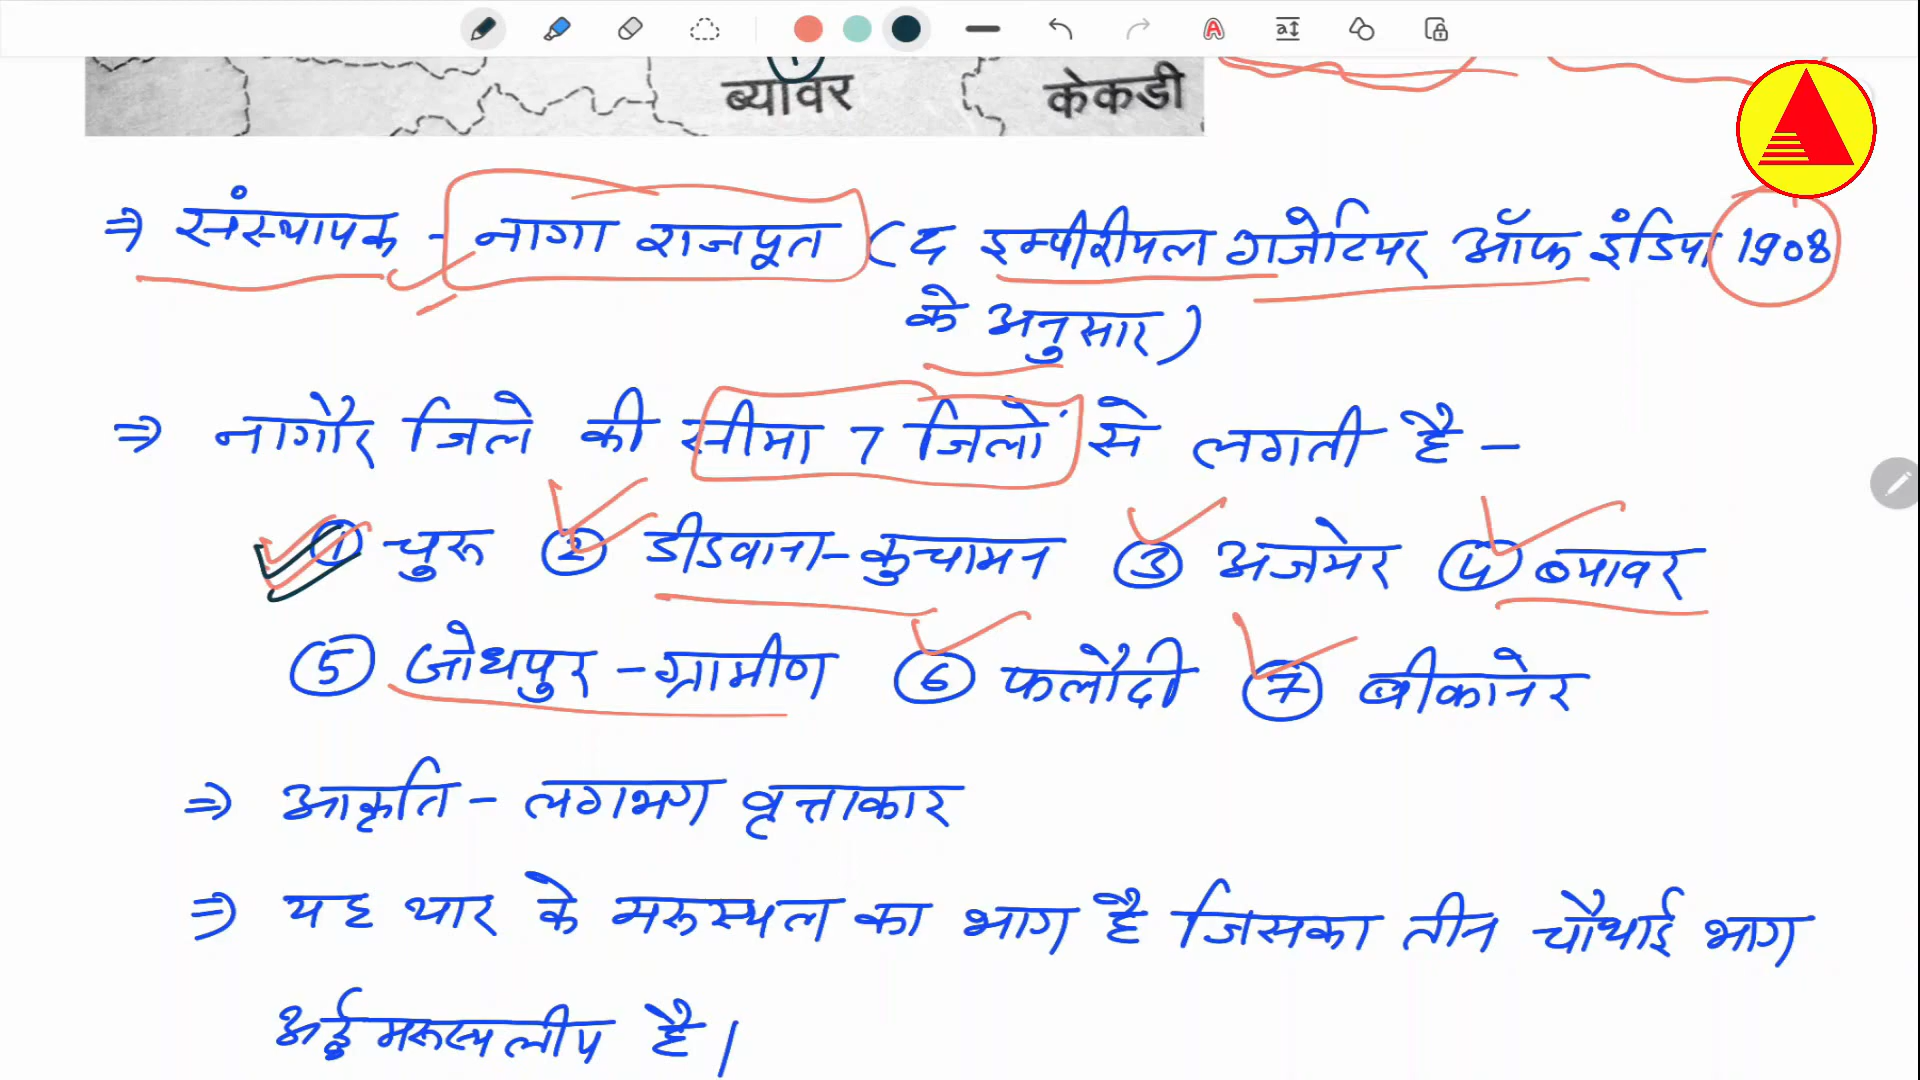 ब्यावर केकडी
⇒ संस्थापक - नागा राजपूत (द इम्पीरीयल गजेटियर ऑफ इंडिया 1908
के अनुसार)
⇒ नागौर जिले की सीमा 7 जिलों से लगती है -
① चुरू ② डीडवाना-कुचामन ③ अजमेर ④ ब्यावर
⑤ जोधपुर - ग्रामीण ⑥ फलौदी ⑦ बीकानेर
⇒ आकृति - लगभग वृत्ताकार
⇒ यह थार के मरूस्थल का भाग है जिसका तीन चौथाई भाग
अर्द्धमरूस्थलीय है।